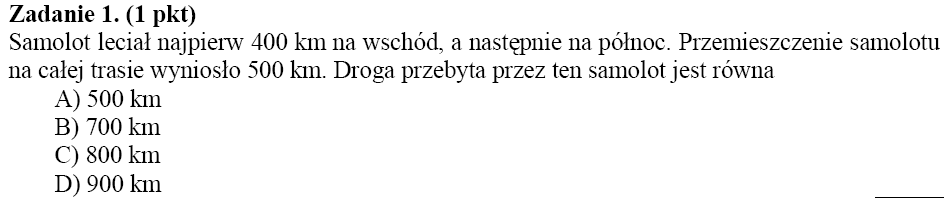 Zadanie 1. (1 pkt)
Samolot leciał najpierw 400 km na wschód, a następnie na północ. Przemieszczenie samolotu
na całej trasie wyniosło 500 km. Droga przebyta przez ten samolot jest równa
A) 500 km
B) 700 km
C) 800 km
D) 900 km